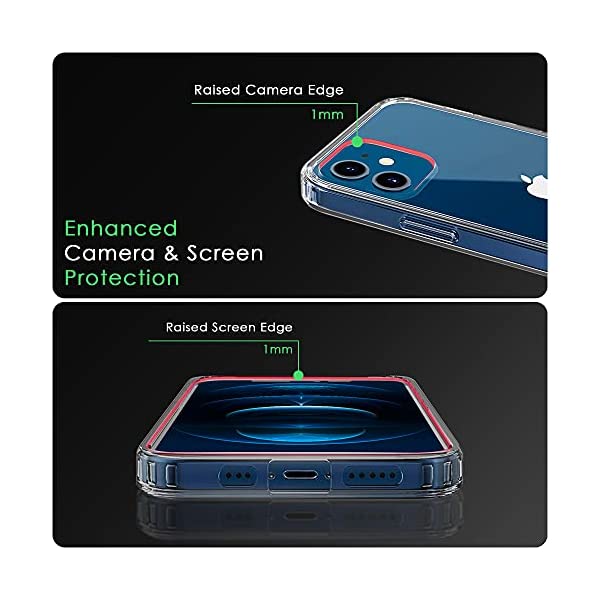 Raised Camera Edge
1mm
Enhanced
Camera & Screen
Protection
Raised Screen Edge
1mm